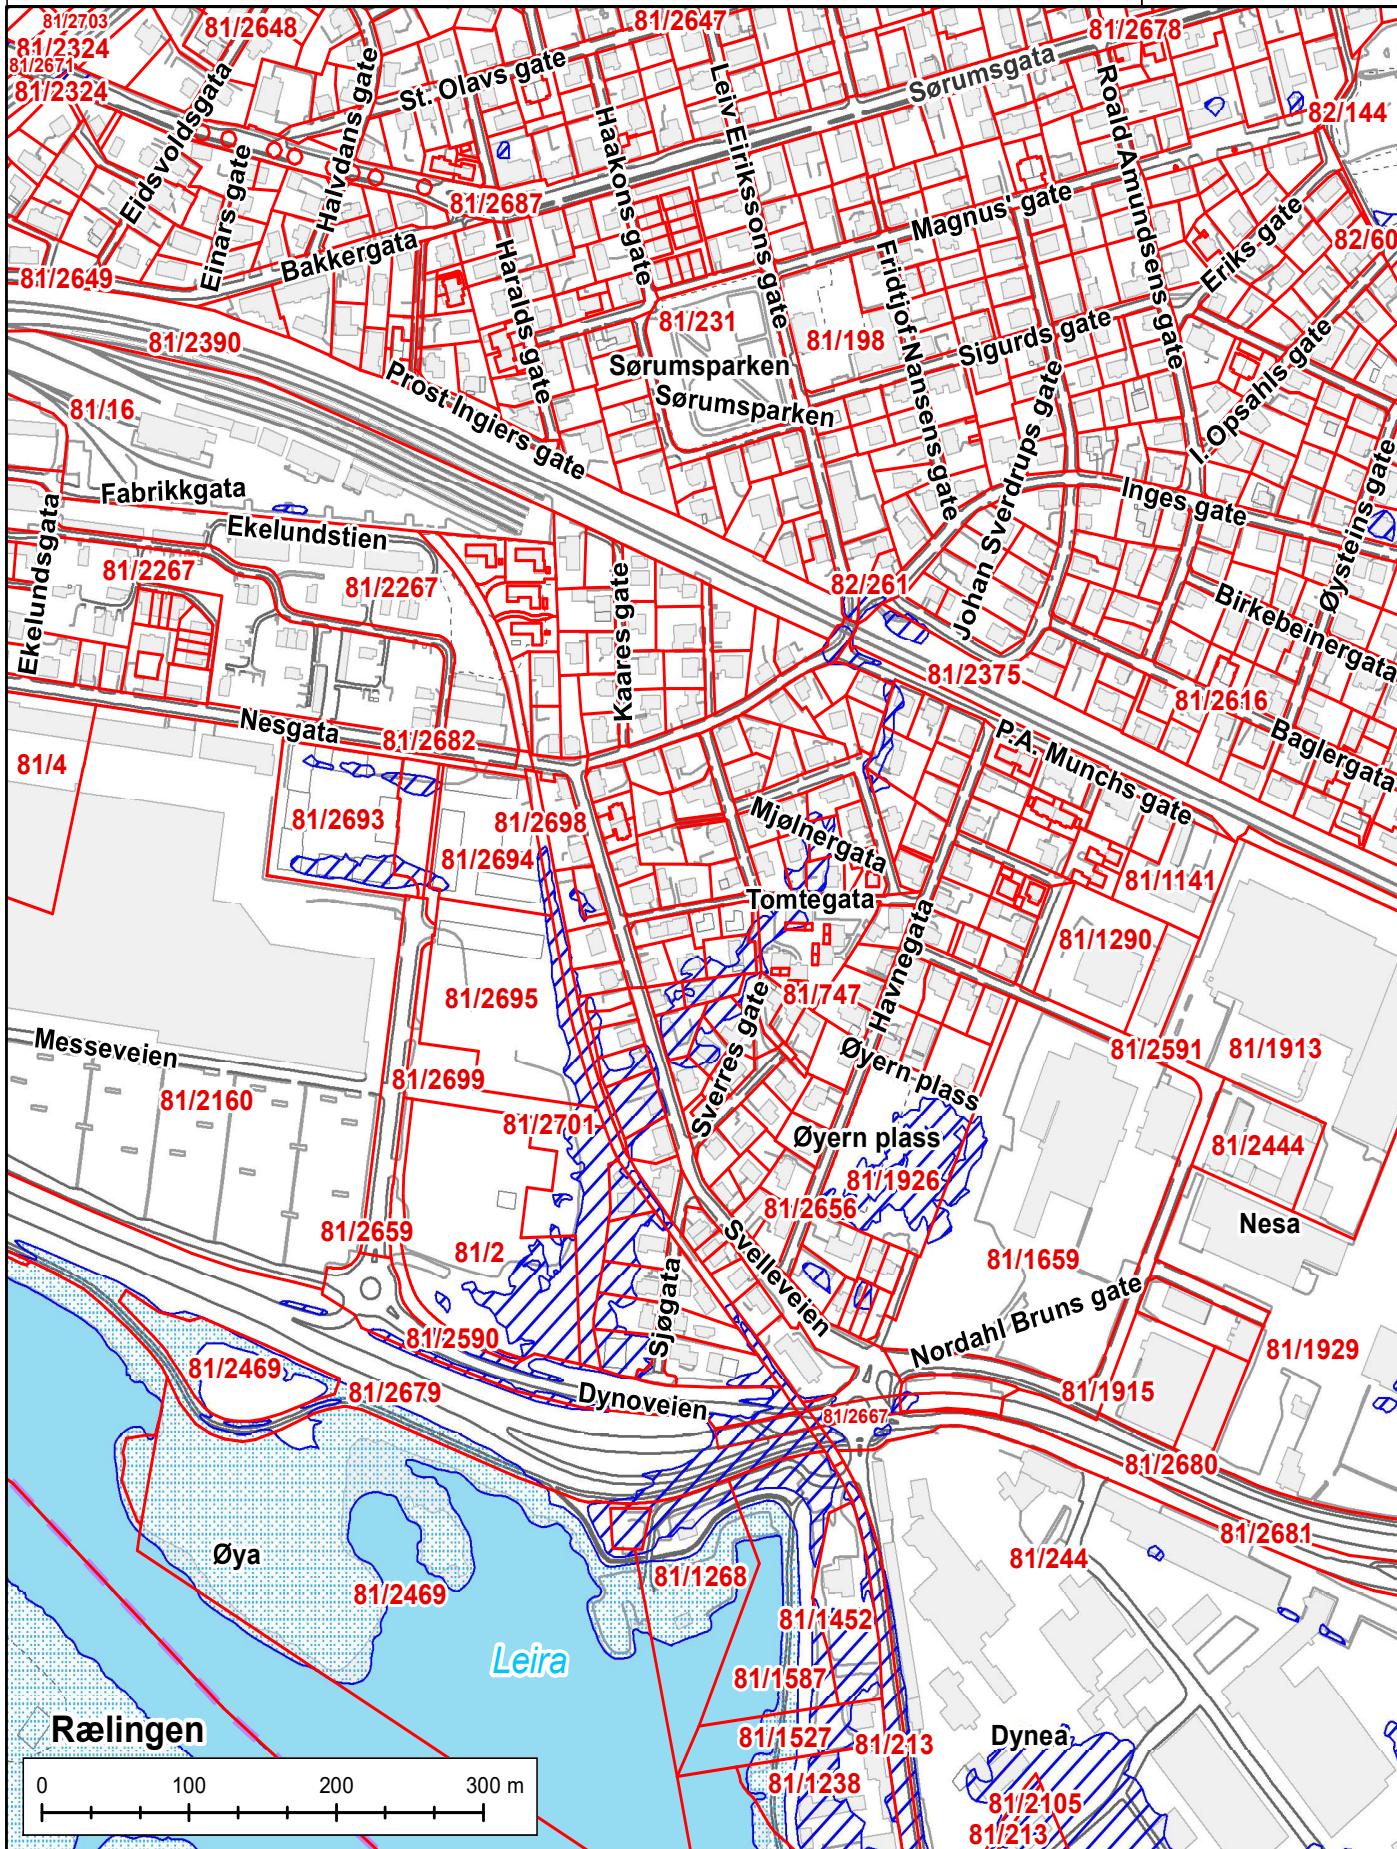 81/2703
81/2648
81/2647
81/2678
81/2324
81/2671
81/2324
Eidsvoldsgata
Einars gate
Halvdans gate
St. Olavs gate
Haakons gate
Leiv Eirikssons gate
Sørumsgata
Roald Amundsens gate
82/144
81/2687
Magnus' gate
Eriks gate
82/60
81/2649
Bakkergata
Haralds gate
Fridtjof Nansens gate
81/2390
81/231
81/198
Sigurds gate
Sørumsparken
Sørumsparken
Prost Ingiers gate
81/16
Johan Sverdrups gate
I. Opsahls gate
Øysteins gate
Fabrikkgata
Ekelundstien
Inges gate
Ekelundsgata
81/2267
81/2267
Kaares gate
82/261
Birkebeinergata
81/2375
81/2616
Nesgata
81/2682
P.A. Munchs gate
Baglergata
81/4
81/2693
81/2698
81/2694
Mjølnergata
81/1141
Tomtegata
81/1290
Havnegata
81/2695
81/747
Sverres gate
Messeveien
81/2699
Øyern plass
81/2591
81/1913
81/2160
81/2701
Øyern plass
81/2444
81/1926
81/2656
81/2659
81/2
Nesa
81/1659
Sjøgata
Svelleveien
Nordahl Bruns gate
81/2590
81/1929
81/2469
81/2679
Dynoveien
81/1915
81/2667
81/2680
81/2681
Øya
81/244
81/1268
81/2469
81/1452
Leira
81/1587
Rælingen
81/1527
81/213
Dynea
81/1238
0 100 200 300 m
81/2105
81/213